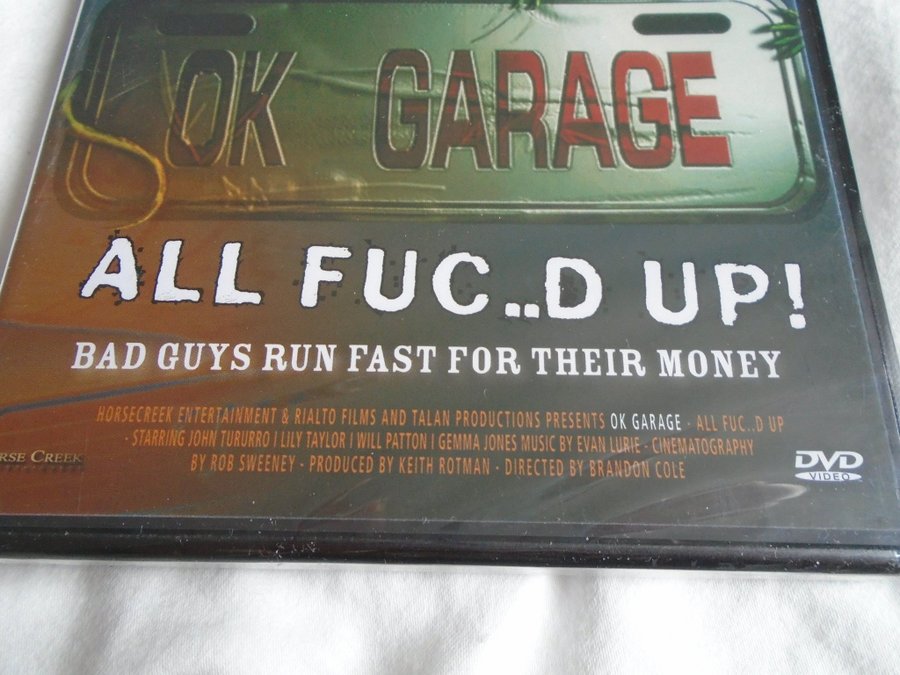 OK GARAGE
ALL FUC..D UP!
BAD GUYS RUN FAST FOR THEIR MONEY
HORSECREEK ENTERTAINMENT & RIALTO FILMS AND TALAN PRODUCTIONS PRESENTS OK GARAGE - ALL FUC..D UP
- STARRING JOHN TURURRO | LILY TAYLOR | WILL PATTON | GEMMA JONES MUSIC BY EVAN LURIE - CINEMATOGRAPHY
BY ROB SWEENEY - PRODUCED BY KEITH ROTMAN - DIRECTED BY BRANDON COLE
RSE CREEK
DVD
VIDEO